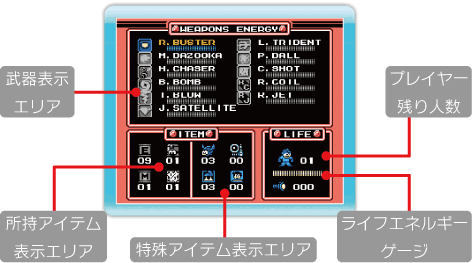 WEAPONS ENERGY
R. BUSTER
M. DAZOOKA
H. CHASER
B. BOMB
I. BLOW
J. SATELLITE
L. TRIDENT
P. DALL
C. SHOT
R. COIL
R. JET
ITEM
09 01 03 00
01 01 03 00
LIFE
01
000
武器表示
エリア
プレイヤー
残り人数
所持アイテム
表示エリア
特殊アイテム表示エリア
ライフエネルギー
ゲージ